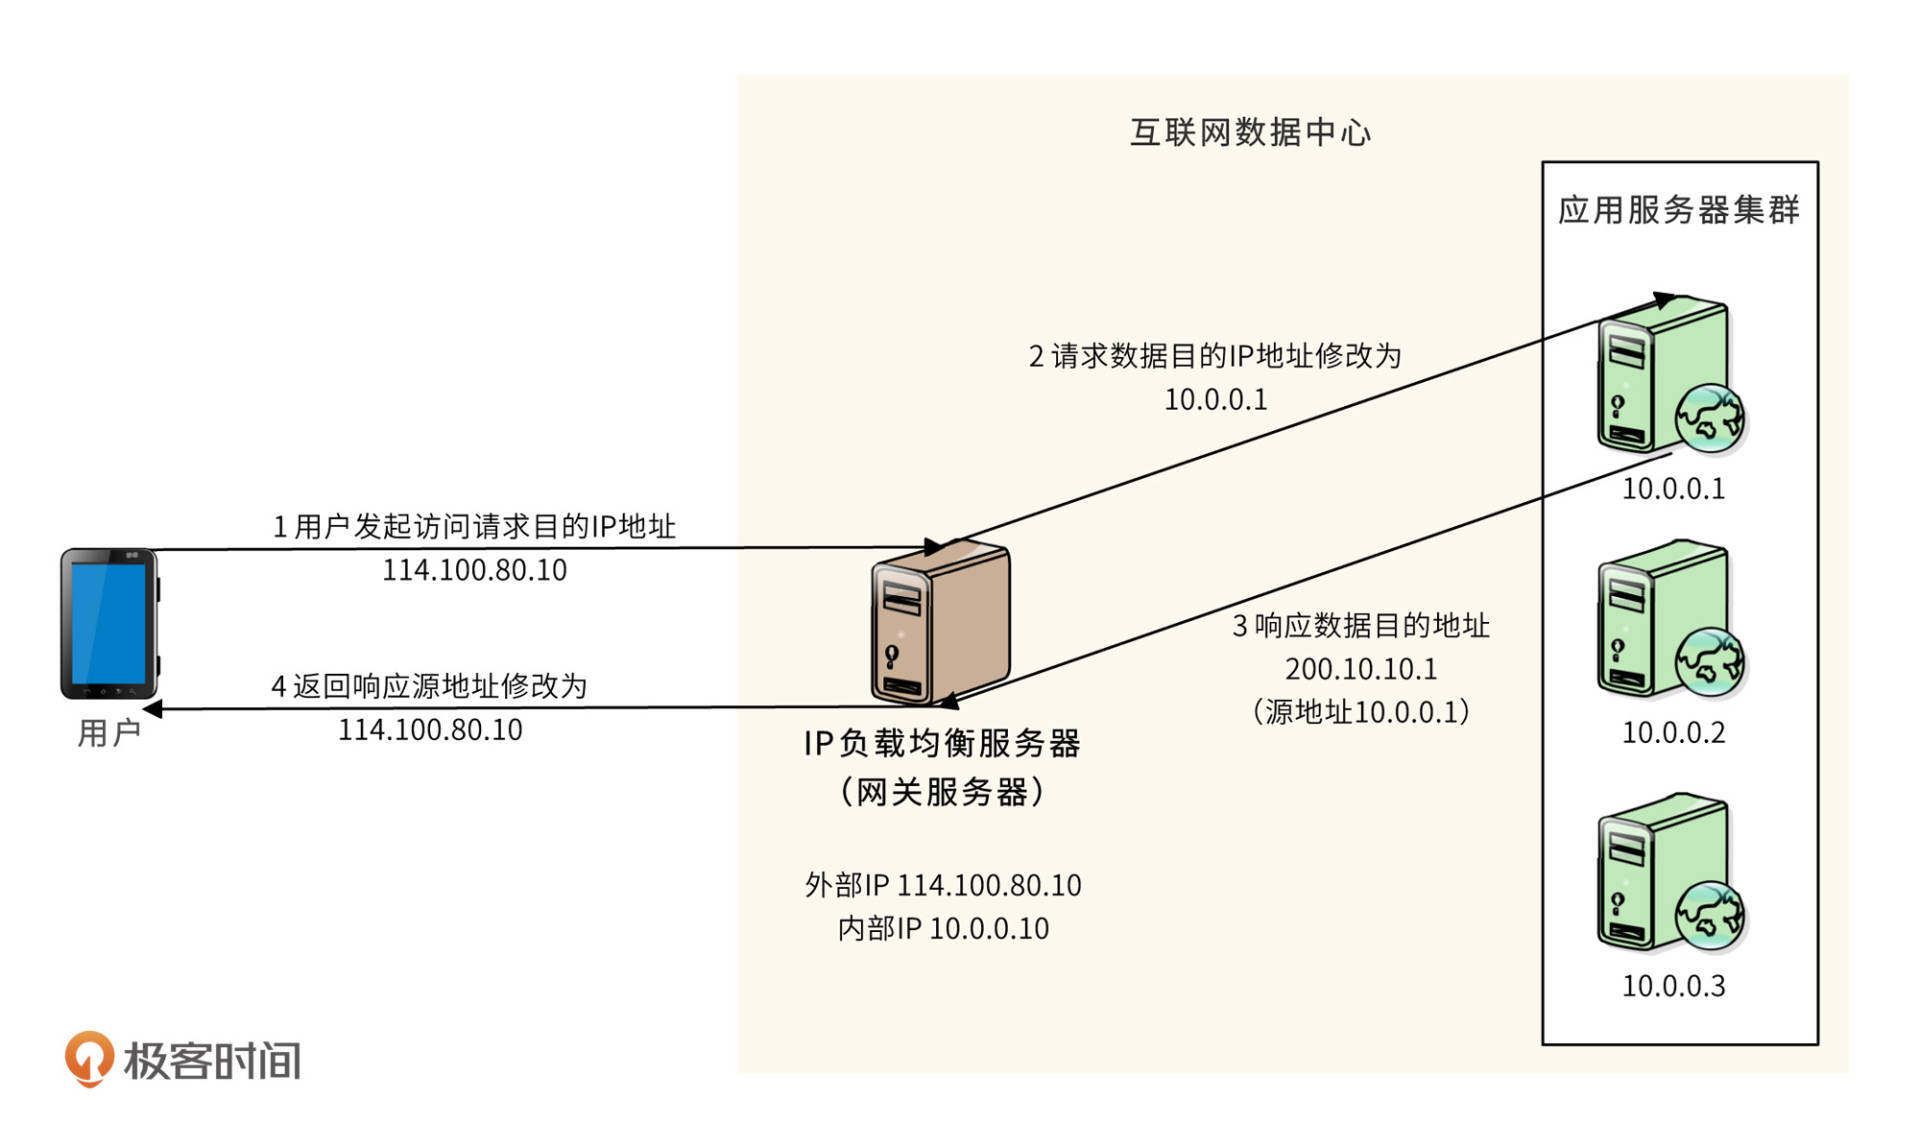 互联网数据中心
应用服务器集群
2 请求数据目的IP地址修改为
10.0.0.1
10.0.0.1
1 用户发起访问请求目的IP地址
114.100.80.10
3 响应数据目的地址
200.10.10.1
（源地址10.0.0.1）
4 返回响应源地址修改为
114.100.80.10
用户
10.0.0.2
IP负载均衡服务器
（网关服务器）
外部IP 114.100.80.10
内部IP 10.0.0.10
10.0.0.3
极客时间